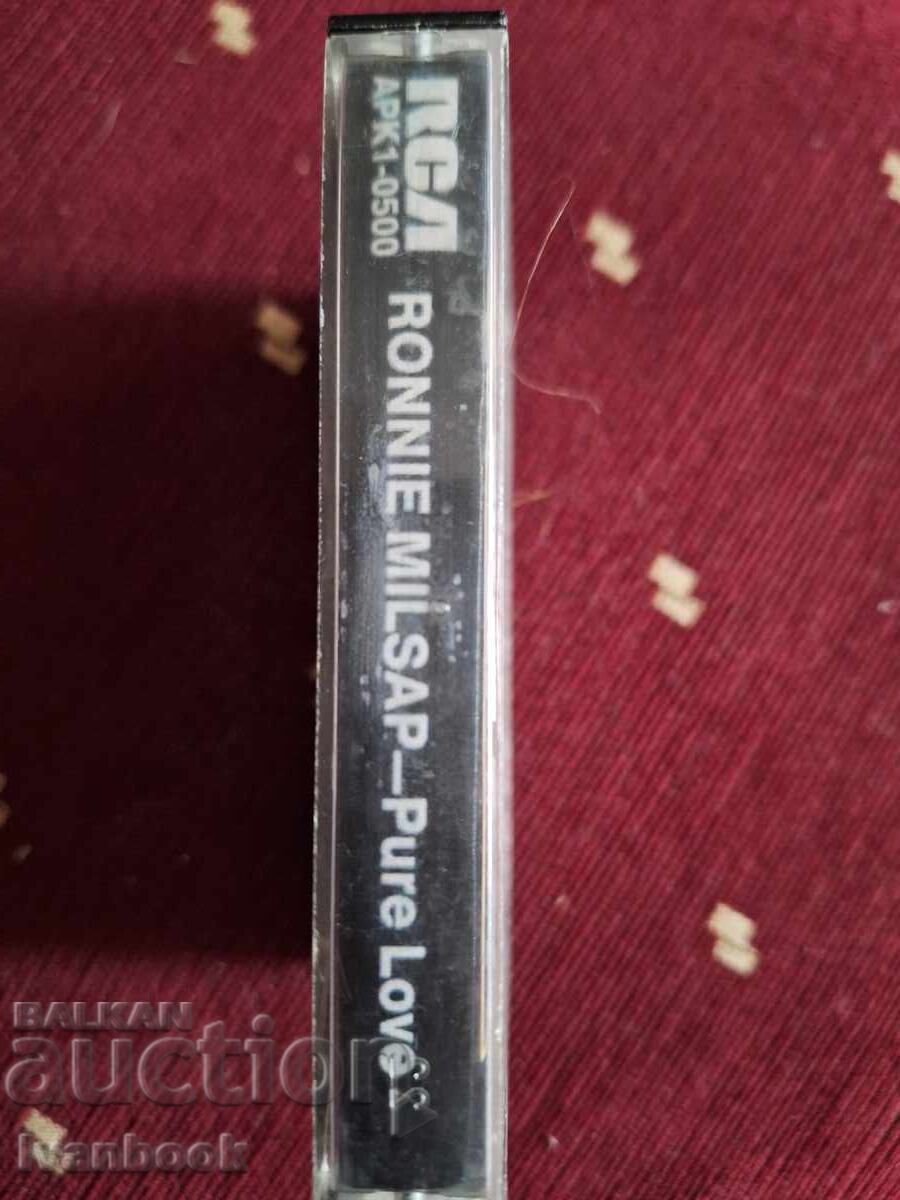 RCA
APK1-0500
RONNIE MILSAP—Pure Love
BALKAN
auction
Ivanbook